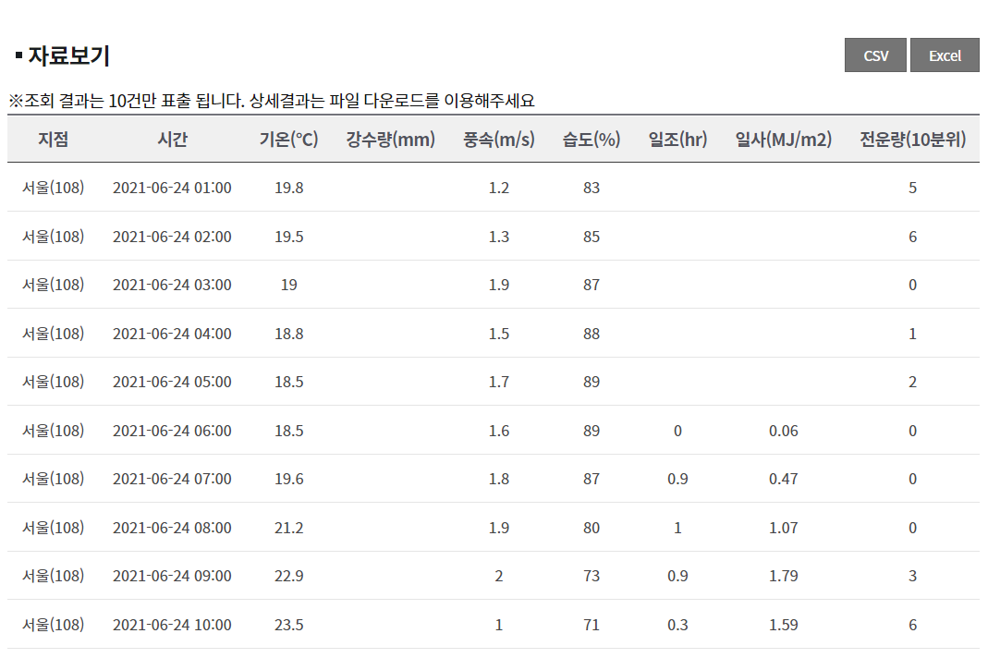 ▪ 자료보기
CSV Excel
※조회 결과는 10건만 표출 됩니다. 상세결과는 파일 다운로드를 이용해주세요
지점 시간 기온(℃) 강수량(mm) 풍속(m/s) 습도(%) 일조(hr) 일사(MJ/m2) 전운량(10분위)
서울(108) 2021-06-24 01:00 19.8 1.2 83 5
서울(108) 2021-06-24 02:00 19.5 1.3 85 6
서울(108) 2021-06-24 03:00 19 1.9 87 0
서울(108) 2021-06-24 04:00 18.8 1.5 88 1
서울(108) 2021-06-24 05:00 18.5 1.7 89 2
서울(108) 2021-06-24 06:00 18.5 1.6 89 0 0.06 0
서울(108) 2021-06-24 07:00 19.6 1.8 87 0.9 0.47 0
서울(108) 2021-06-24 08:00 21.2 1.9 80 1 1.07 0
서울(108) 2021-06-24 09:00 22.9 2 73 0.9 1.79 3
서울(108) 2021-06-24 10:00 23.5 1 71 0.3 1.59 6